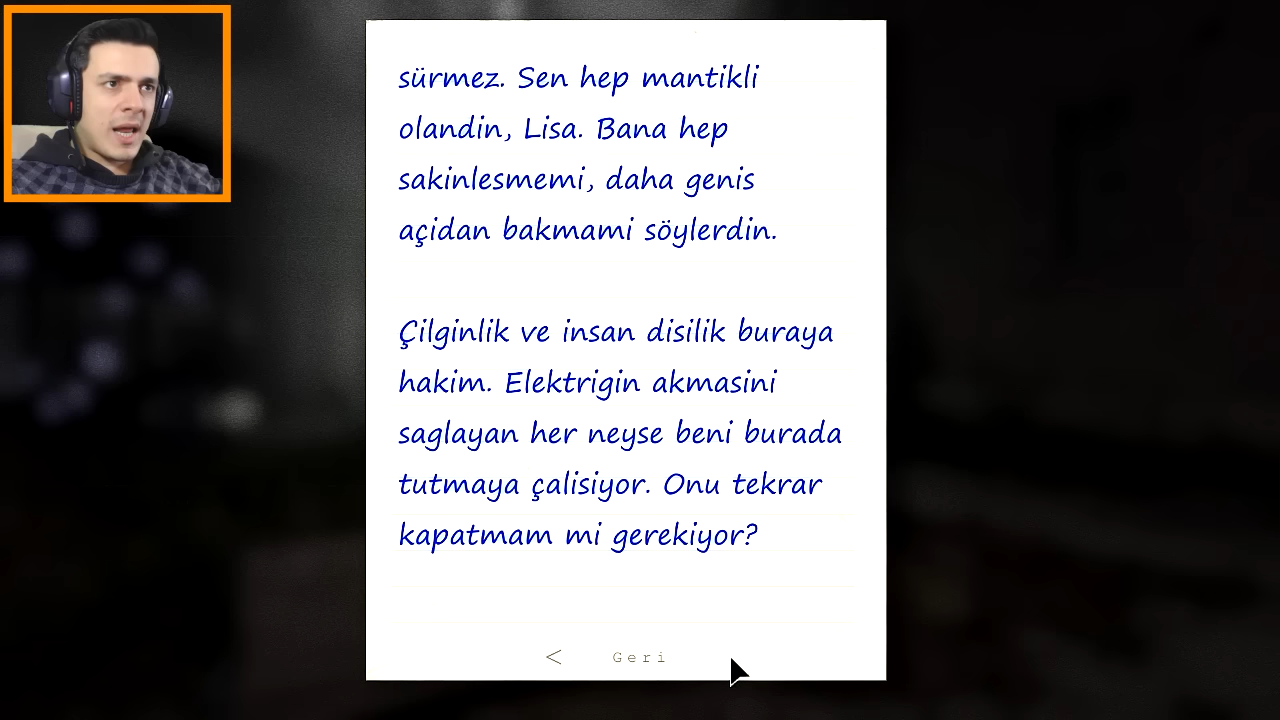 sürmez. Sen hep mantikli
olandin, Lisa. Bana hep
sakinlesmemi, daha genis
açidan bakmami söylerdin.
Çilginlik ve insan disilik buraya
hakim. Elektrigin akmasini
saglayan her neyse beni burada
tutmaya çalisiyor. Onu tekrar
kapatmam mi gerekiyor?
< Geri